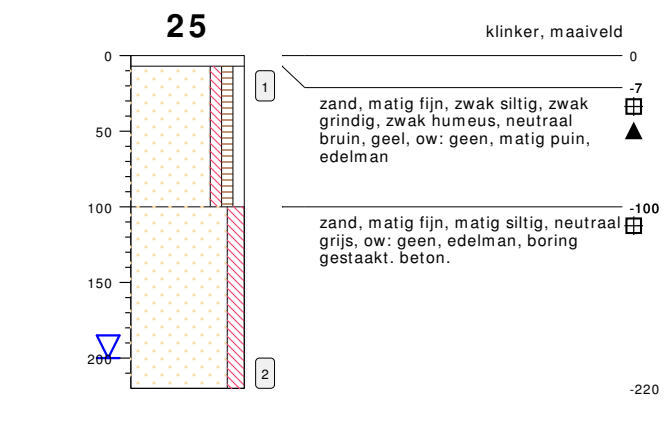 25
klinker, maaiveld
0
0
-7
1
zand, matig fijn, zwak siltig, zwak
grindig, zwak humeus, neutraal
bruin, geel, ow: geen, matig puin,
edelman
50
100
-100
zand, matig fijn, matig siltig, neutraal
grijs, ow: geen, edelman, boring
gestaakt. beton.
150
200
2
-220